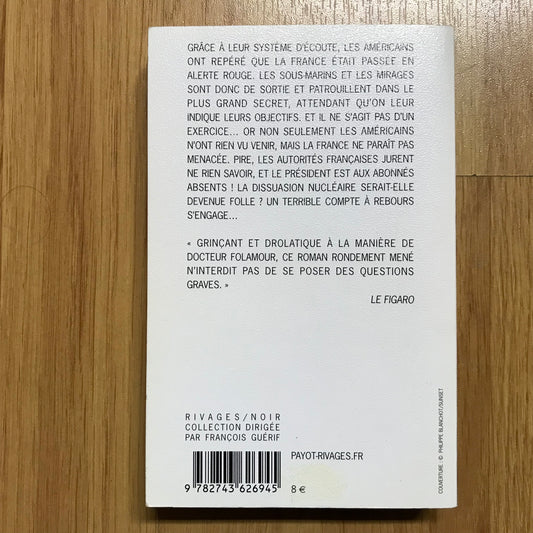 GRÂCE À LEUR SYSTÈME D'ÉCOUTE, LES AMÉRICAINS
ONT REPÉRÉ QUE LA FRANCE ÉTAIT PASSÉE EN
ALERTE ROUGE. LES SOUS-MARINS ET LES MIRAGES
SONT DONC DE SORTIE ET PATROUILLENT DANS LE
PLUS GRAND SECRET, ATTENDANT QU'ON LEUR
INDIQUE LEURS OBJECTIFS. ET IL NE S'AGIT PAS D'UN
EXERCICE... OR NON SEULEMENT LES AMÉRICAINS
N'ONT RIEN VU VENIR, MAIS LA FRANCE NE PARAÎT PAS
MENACÉE. PIRE, LES AUTORITÉS FRANÇAISES JURENT
NE RIEN SAVOIR, ET LE PRÉSIDENT EST AUX ABONNÉS
ABSENTS ! LA DISSUASION NUCLÉAIRE SERAIT-ELLE
DEVENUE FOLLE ? UN TERRIBLE COMPTE À REBOURS
S'ENGAGE...
« GRINÇANT ET DROLATIQUE À LA MANIÈRE DE
DOCTEUR FOLAMOUR, CE ROMAN RONDEMENT MENÉ
N'INTERDIT PAS DE SE POSER DES QUESTIONS
GRAVES. »
LE FIGARO
RIVAGES/NOIR
COLLECTION DIRIGÉE
PAR FRANÇOIS GUÉRIF
PAYOT-RIVAGES.FR
9 782743 626945
8 €
COUVERTURE : © PHILIPPE BLANCHOT/SUNSET